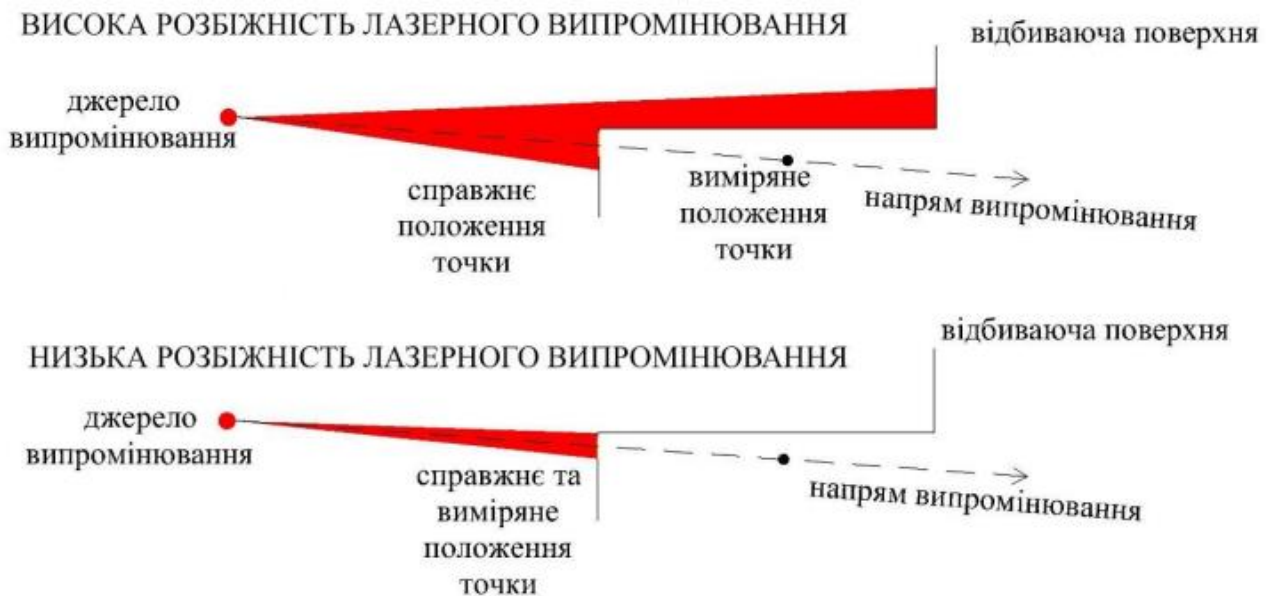 ВИСОКА РОЗБІЖНІСТЬ ЛАЗЕРНОГО ВИПРОМІНЮВАННЯ
відбиваюча поверхня
джерело
випромінювання
справжнє
положення
точки
виміряне
положення
точки
напрям випромінювання
НИЗЬКА РОЗБІЖНІСТЬ ЛАЗЕРНОГО ВИПРОМІНЮВАННЯ
відбиваюча поверхня
джерело
випромінювання
справжнє та
виміряне
положення
точки
напрям випромінювання